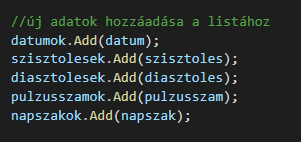 //új adatok hozzáadása a listához
datumok.Add(datum);
szisztolesek.Add(szisztoles);
diasztolesek.Add(diasztoles);
pulzusszamok.Add(pulzusszam);
napszakok.Add(napszak);